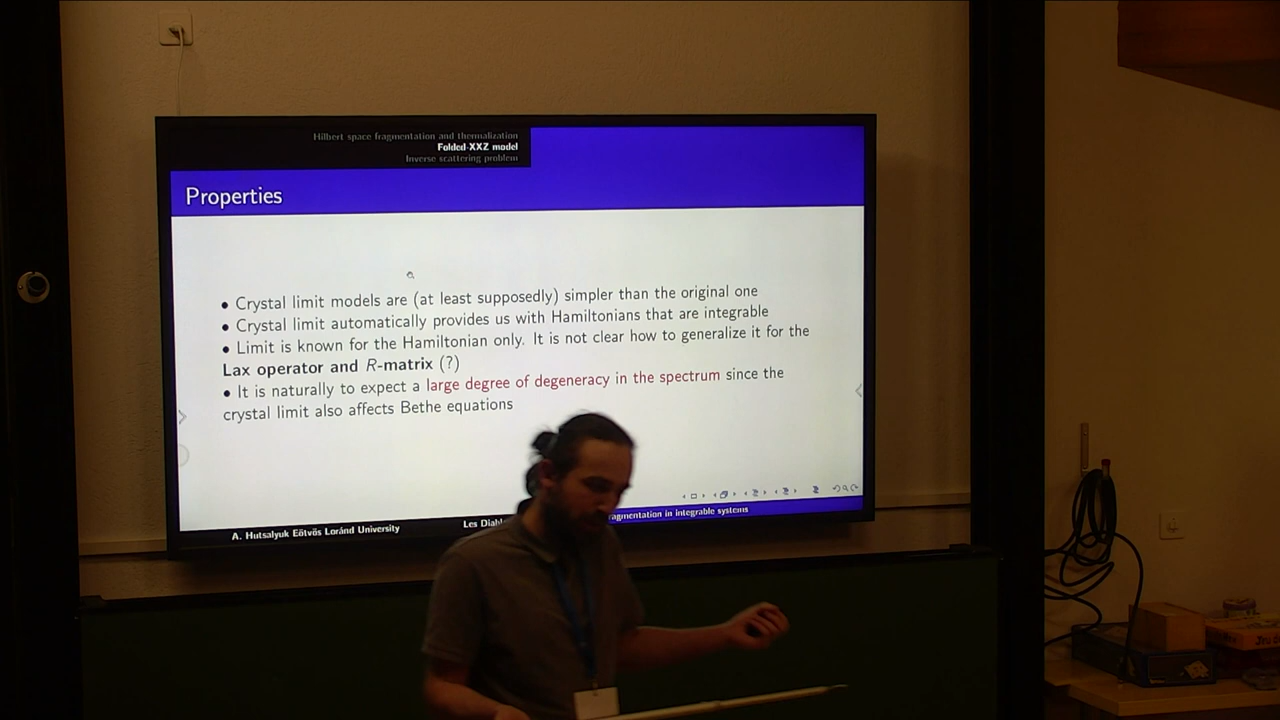 Hilbert space fragmentation and thermalization
Folded-XXZ model
Inverse scattering problem
Properties
• Crystal limit models are (at least supposedly) simpler than the original one
• Crystal limit automatically provides us with Hamiltonians that are integrable
• Limit is known for the Hamiltonian only. It is not clear how to generalize it for the
Lax operator and R-matrix (?)
• It is naturally to expect a large degree of degeneracy in the spectrum since the
crystal limit also affects Bethe equations
A. Hutsalyuk Eötvös Loránd University
Les in integrable systems